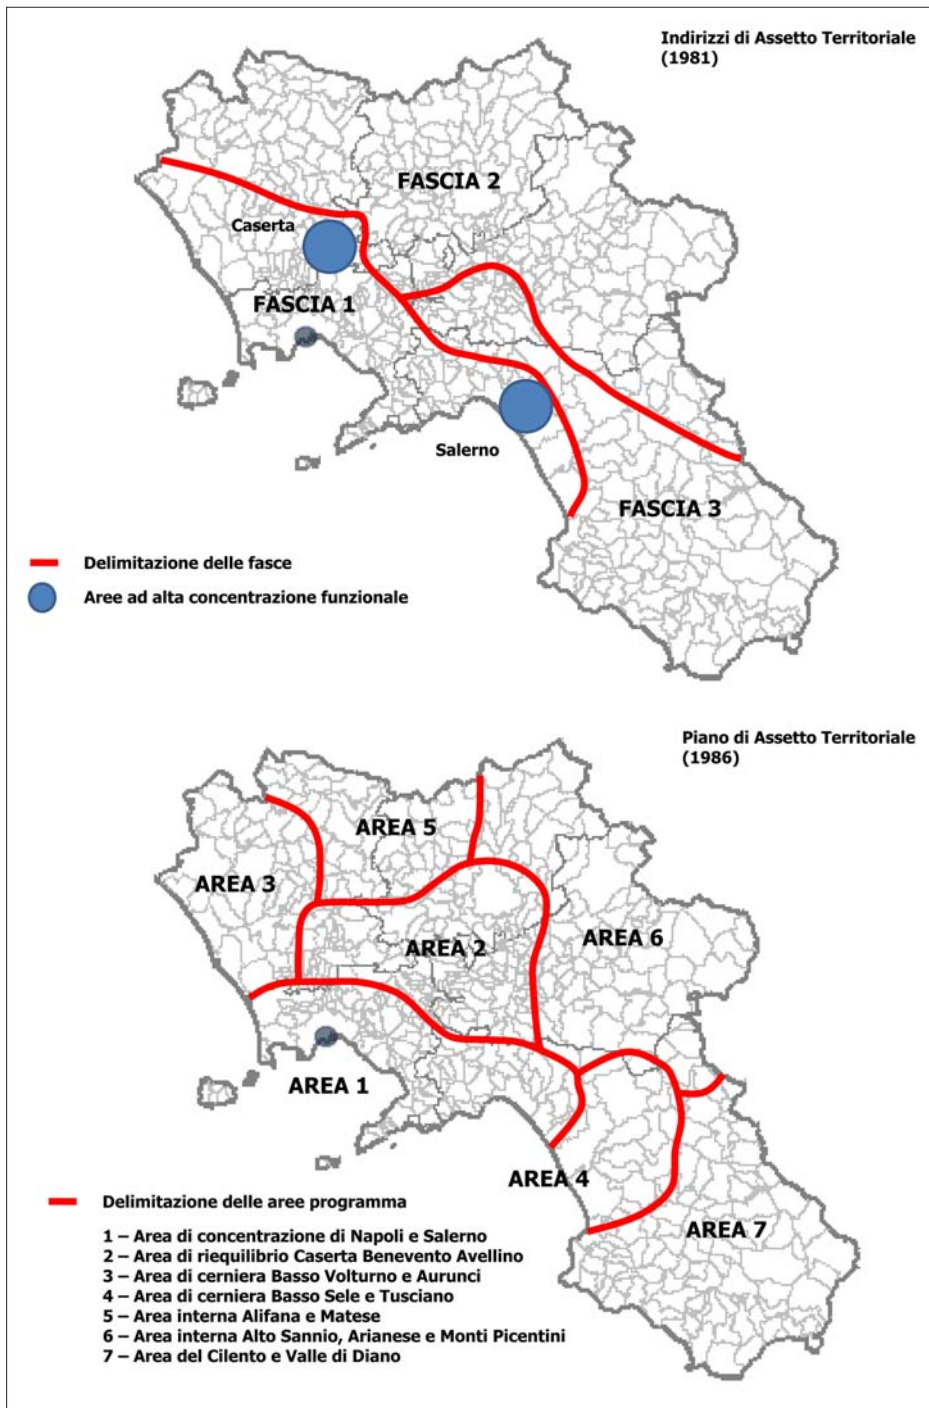 Indirizzi di Assetto Territoriale
(1981)
FASCIA 2
Caserta
FASCIA 1
Salerno
FASCIA 3
Delimitazione delle fasce
Aree ad alta concentrazione funzionale
Piano di Assetto Territoriale
(1986)
AREA 5
AREA 3
AREA 6
AREA 2
AREA 1
AREA 4
AREA 7
Delimitazione delle aree programma
1 – Area di concentrazione di Napoli e Salerno
2 – Area di riequilibrio Caserta Benevento Avellino
3 – Area di cerniera Basso Volturno e Aurunci
4 – Area di cerniera Basso Sele e Tusciano
5 – Area interna Alifana e Matese
6 – Area interna Alto Sannio, Arianese e Monti Picentini
7 – Area del Cilento e Valle di Diano